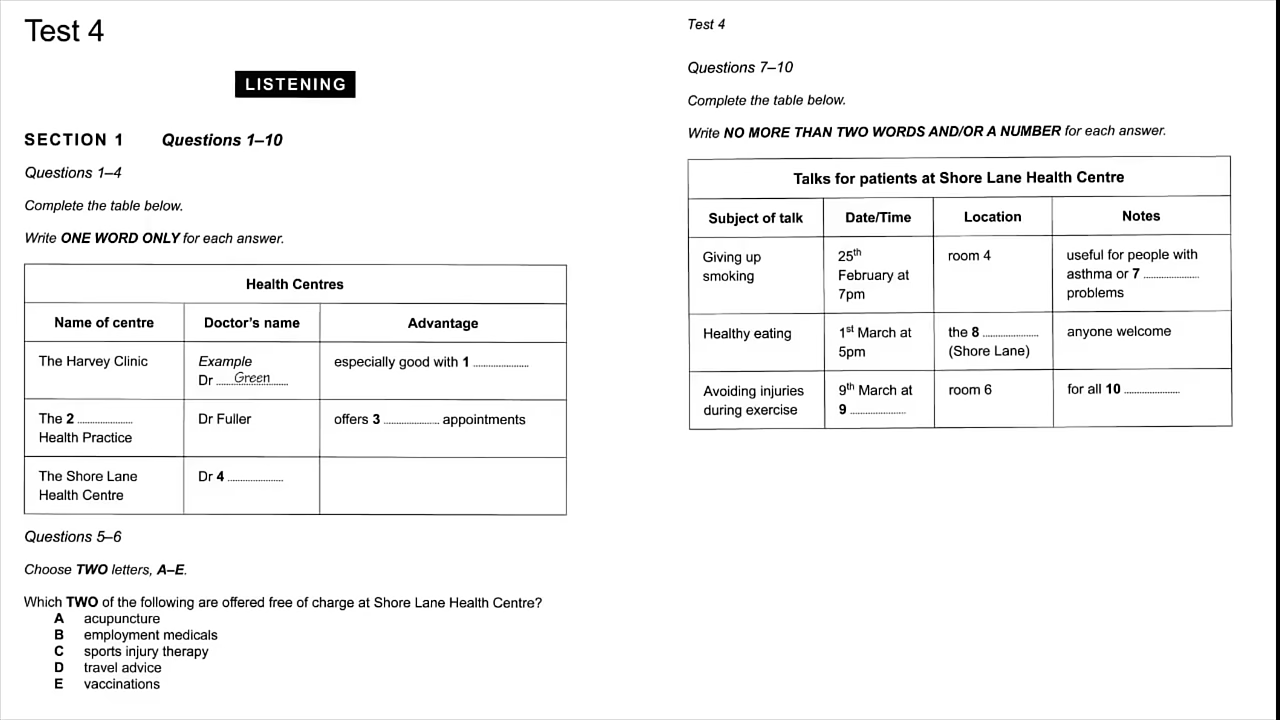 Test 4
LISTENING
SECTION 1 Questions 1–10
Questions 1–4
Complete the table below.
Write ONE WORD ONLY for each answer.
Health Centres
Name of centre Doctor's name Advantage
The Harvey Clinic
Example
Dr Green
especially good with 1 ....................
The 2 ....................
Health Practice
Dr Fuller
offers 3 .................... appointments
The Shore Lane
Health Centre
Dr 4 ....................
Questions 5–6
Choose TWO letters, A–E.
Which TWO of the following are offered free of charge at Shore Lane Health Centre?
A acupuncture
B employment medicals
C sports injury therapy
D travel advice
E vaccinations
Test 4
Questions 7–10
Complete the table below.
Write NO MORE THAN TWO WORDS AND/OR A NUMBER for each answer.
Talks for patients at Shore Lane Health Centre
Subject of talk Date/Time Location Notes
Giving up
smoking
25th
February at
7pm
room 4
useful for people with
asthma or 7 ....................
problems
Healthy eating
1st March at
5pm
the 8 ....................
(Shore Lane)
anyone welcome
Avoiding injuries
during exercise
9th March at
9 ....................
room 6
for all 10 ....................